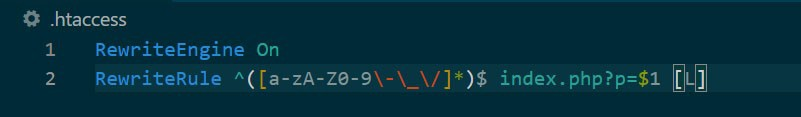 .htaccess
1 RewriteEngine On
2 RewriteRule ^([a-zA-Z0-9\-\_\/]*)$ index.php?p=$1 [L]